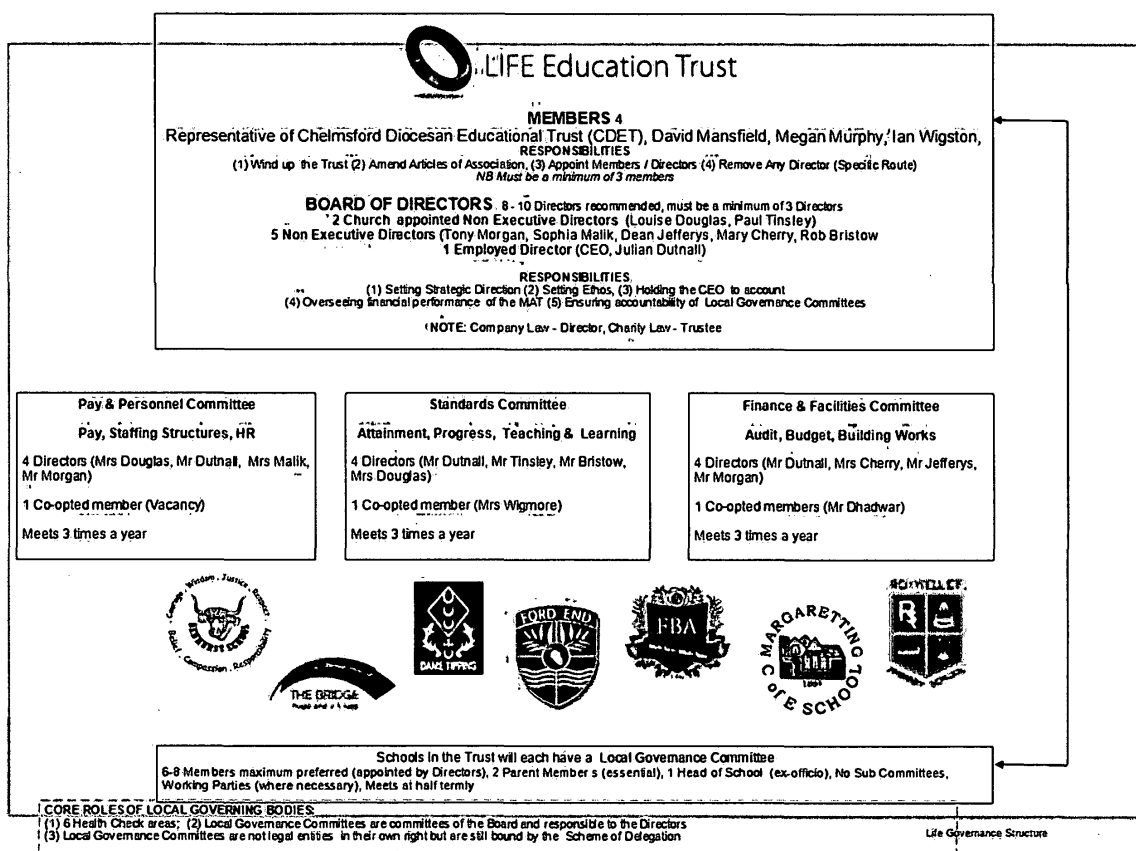 LIFE Education Trust
MEMBERS 4
Representative of Chelmsford Diocesan Educational Trust (CDET), David Mansfield, Megan Murphy, Ian Wigston,
RESPONSIBILITIES
(1) Wind up the Trust (2) Amend Articles of Association, (3) Appoint Members / Directors (4) Remove Any Director (Specific Route)
NB Must be a minimum of 3 members
BOARD OF DIRECTORS 8 - 10 Directors recommended, must be a minimum of 3 Directors
2 Church appointed Non Executive Directors (Louise Douglas, Paul Tinsley)
5 Non Executive Directors (Tony Morgan, Sophia Malik, Dean Jefferys, Mary Cherry, Rob Bristow
1 Employed Director (CEO, Julian Dutnall)
RESPONSIBILITIES
(1) Setting Strategic Direction (2) Setting Ethos, (3) Holding the CEO to account
(4) Overseeing financial performance of the MAT (5) Ensuring accountability of Local Governance Committees
NOTE: Company Law - Director, Charity Law - Trustee
Pay & Personnel Committee
Pay, Staffing Structures, HR
4 Directors (Mrs Douglas, Mr Dutnall, Mrs Malik,
Mr Morgan)
1 Co-opted member (Vacancy)
Meets 3 times a year
Standards Committee
Attainment, Progress, Teaching & Learning
4 Directors (Mr Dutnall, Mr Tinsley, Mr Bristow,
Mrs Douglas)
1 Co-opted member (Mrs Wigmore)
Meets 3 times a year
Finance & Facilities Committee
Audit, Budget, Building Works
4 Directors (Mr Dutnall, Mrs Cherry, Mr Jefferys,
Mr Morgan)
1 Co-opted members (Mr Dhadwar)
Meets 3 times a year
Courage . Wisdom . Justice . Respect
Belief . Compassion . Responsibility
THE BRIDGE
DAME TIPPING
FORD END
FBA
MARGARETTING
C of E SCHOOL
ROXWELL CE
PRIMARY SCHOOL
Schools in the Trust will each have a Local Governance Committee
6-8 Members maximum preferred (appointed by Directors), 2 Parent Members (essential), 1 Head of School (ex-officio), No Sub Committees,
Working Parties (where necessary), Meets at half termly
CORE ROLES OF LOCAL GOVERNING BODIES:
(1) 6 Health Check areas; (2) Local Governance Committees are committees of the Board and responsible to the Directors
(3) Local Governance Committees are not legal entities in their own right but are still bound by the Scheme of Delegation
Life Governance Structure